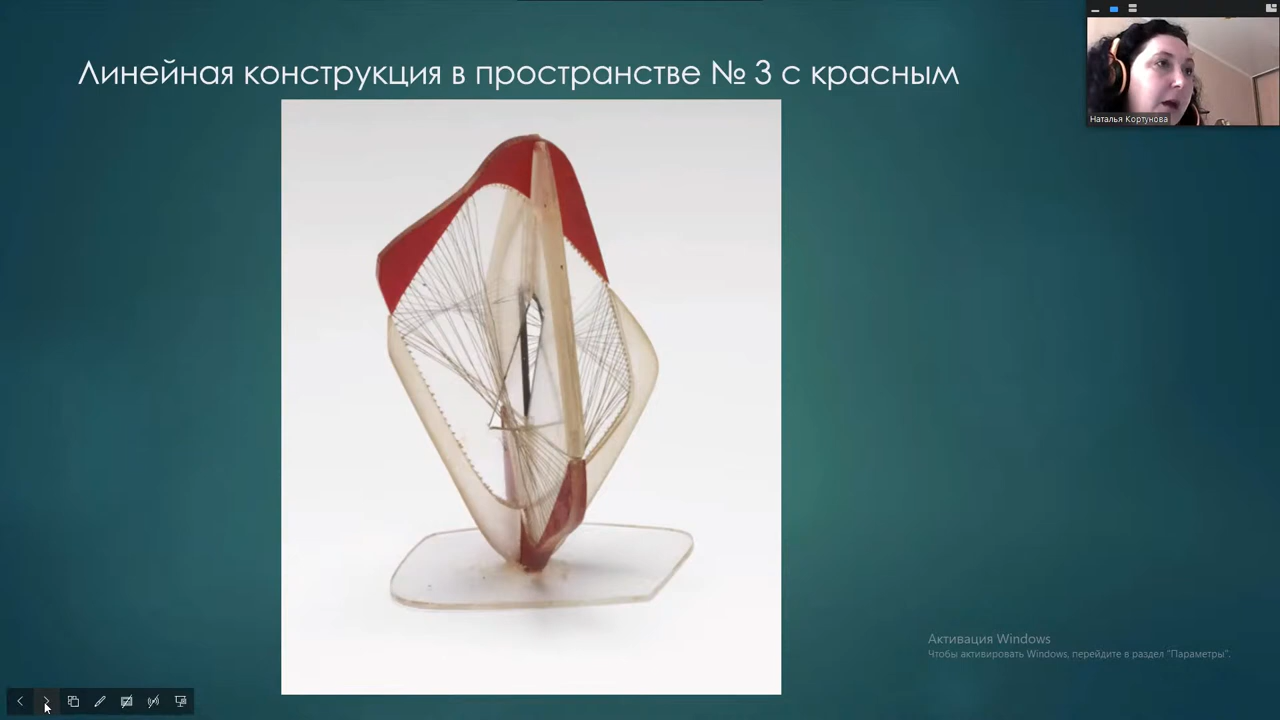 Линейная конструкция в пространстве № 3 с красным
Наталья Кортунова
Активация Windows
Чтобы активировать Windows, перейдите в раздел "Параметры".